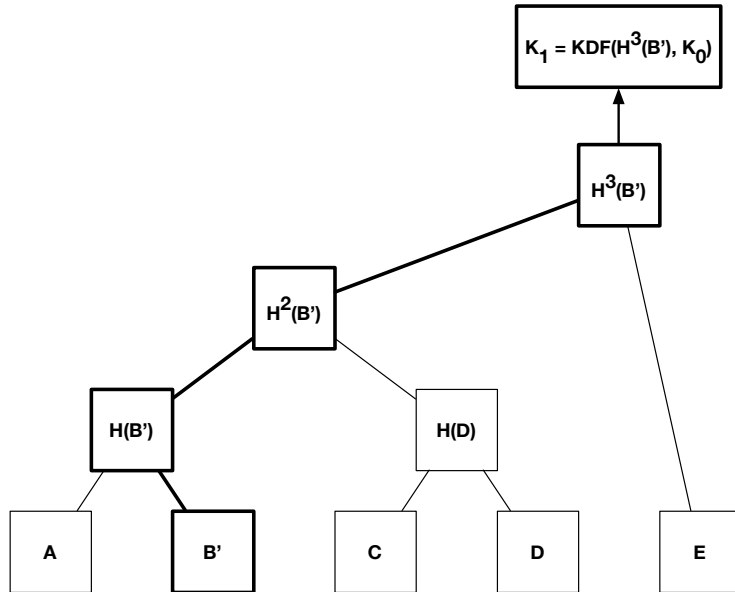 K₁ = KDF(H³(B’), K₀)
H³(B’)
H²(B’)
H(B’)
H(D)
A
B’
C
D
E